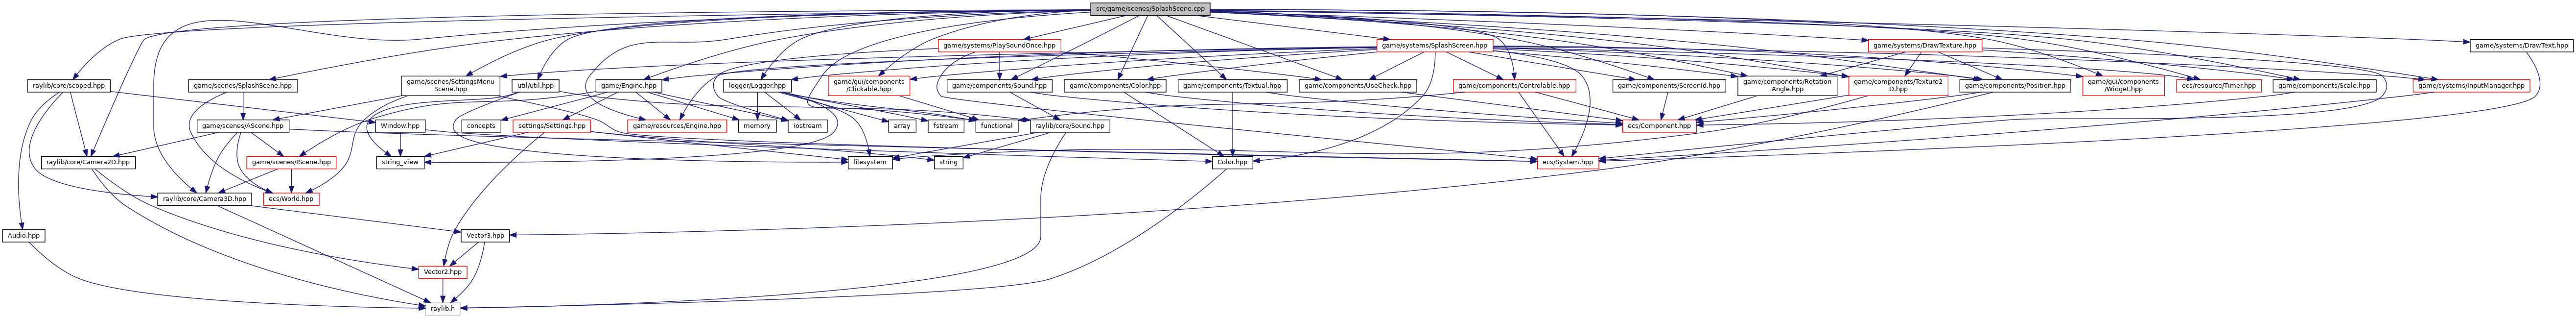 src/game/scenes/SplashScene.cpp
game/systems/PlaySoundOnce.hpp
game/systems/SplashScreen.hpp
game/systems/DrawTexture.hpp
game/systems/DrawText.hpp
raylib/core/scoped.hpp
game/scenes/SplashScene.hpp
game/scenes/SettingsMenu
Scene.hpp
util/util.hpp
game/Engine.hpp
logger/Logger.hpp
game/gui/components
/Clickable.hpp
game/components/Sound.hpp
game/components/Color.hpp
game/components/Textual.hpp
game/components/UseCheck.hpp
game/components/Controlable.hpp
game/components/ScreenId.hpp
game/components/Rotation
Angle.hpp
game/components/Texture2
D.hpp
game/components/Position.hpp
game/gui/components
/Widget.hpp
ecs/resource/Timer.hpp
game/components/Scale.hpp
game/systems/InputManager.hpp
game/scenes/AScene.hpp
Window.hpp
concepts
settings/Settings.hpp
game/resources/Engine.hpp
memory
iostream
array
fstream
functional
raylib/core/Sound.hpp
ecs/Component.hpp
raylib/core/Camera2D.hpp
game/scenes/IScene.hpp
string_view
filesystem
string
Color.hpp
ecs/System.hpp
raylib/core/Camera3D.hpp
ecs/World.hpp
Audio.hpp
Vector3.hpp
Vector2.hpp
raylib.h